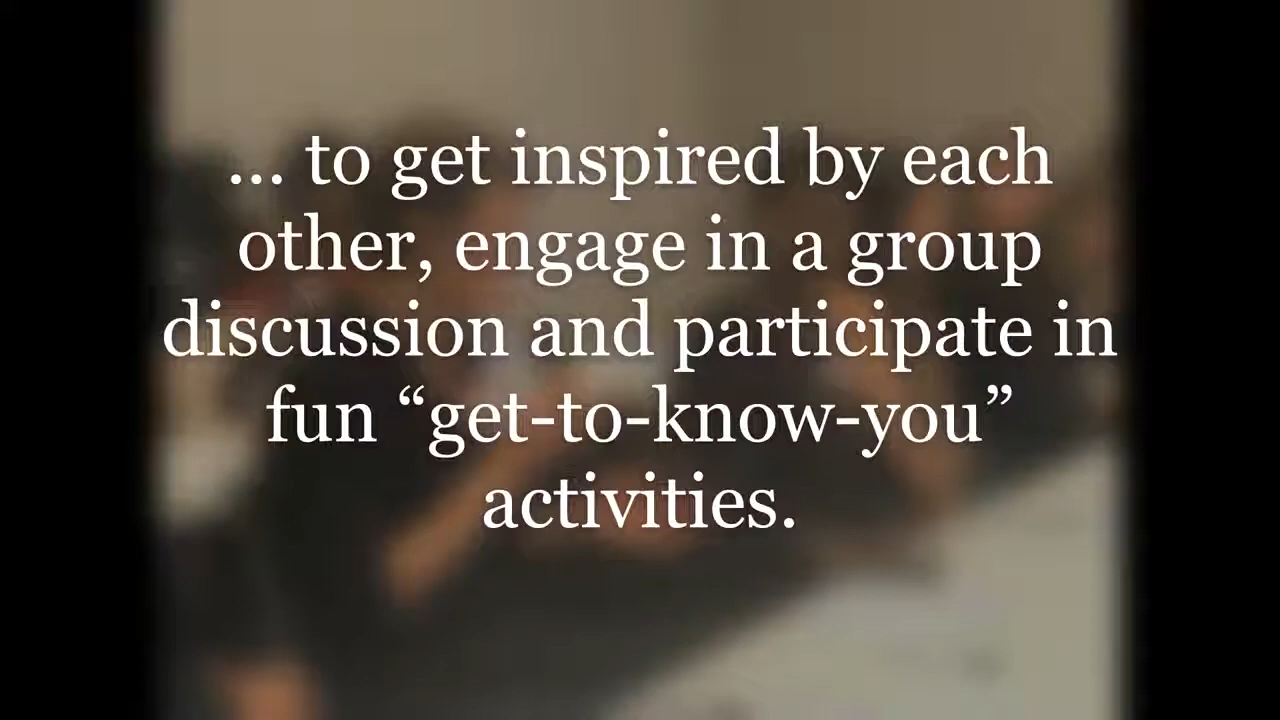 ... to get inspired by each
other, engage in a group
discussion and participate in
fun “get-to-know-you”
activities.